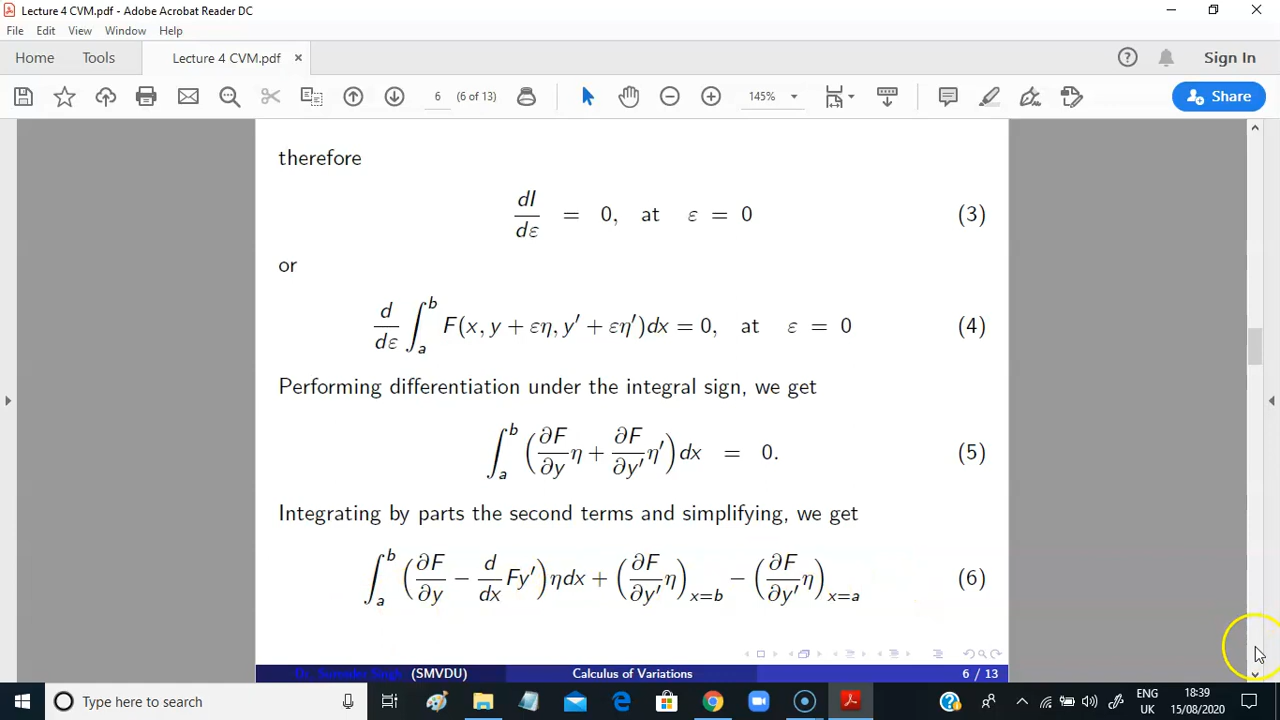 Lecture 4 CVM.pdf - Adobe Acrobat Reader DC
File Edit View Window Help
Home Tools Lecture 4 CVM.pdf × Sign In
6 (6 of 13) 145% Share
therefore
dI/dε = 0, at ε = 0 (3)
or
d/dε ∫_a^b F(x, y + εη, y′ + εη′)dx = 0, at ε = 0 (4)
Performing differentiation under the integral sign, we get
∫_a^b (∂F/∂y η + ∂F/∂y′ η′)dx = 0. (5)
Integrating by parts the second terms and simplifying, we get
∫_a^b (∂F/∂y − d/dx Fy′)ηdx + (∂F/∂y′ η)_{x=b} − (∂F/∂y′ η)_{x=a} (6)
(SMVDU) Calculus of Variations 6 / 13
Type here to search
ENG 18:39
UK 15/08/2020